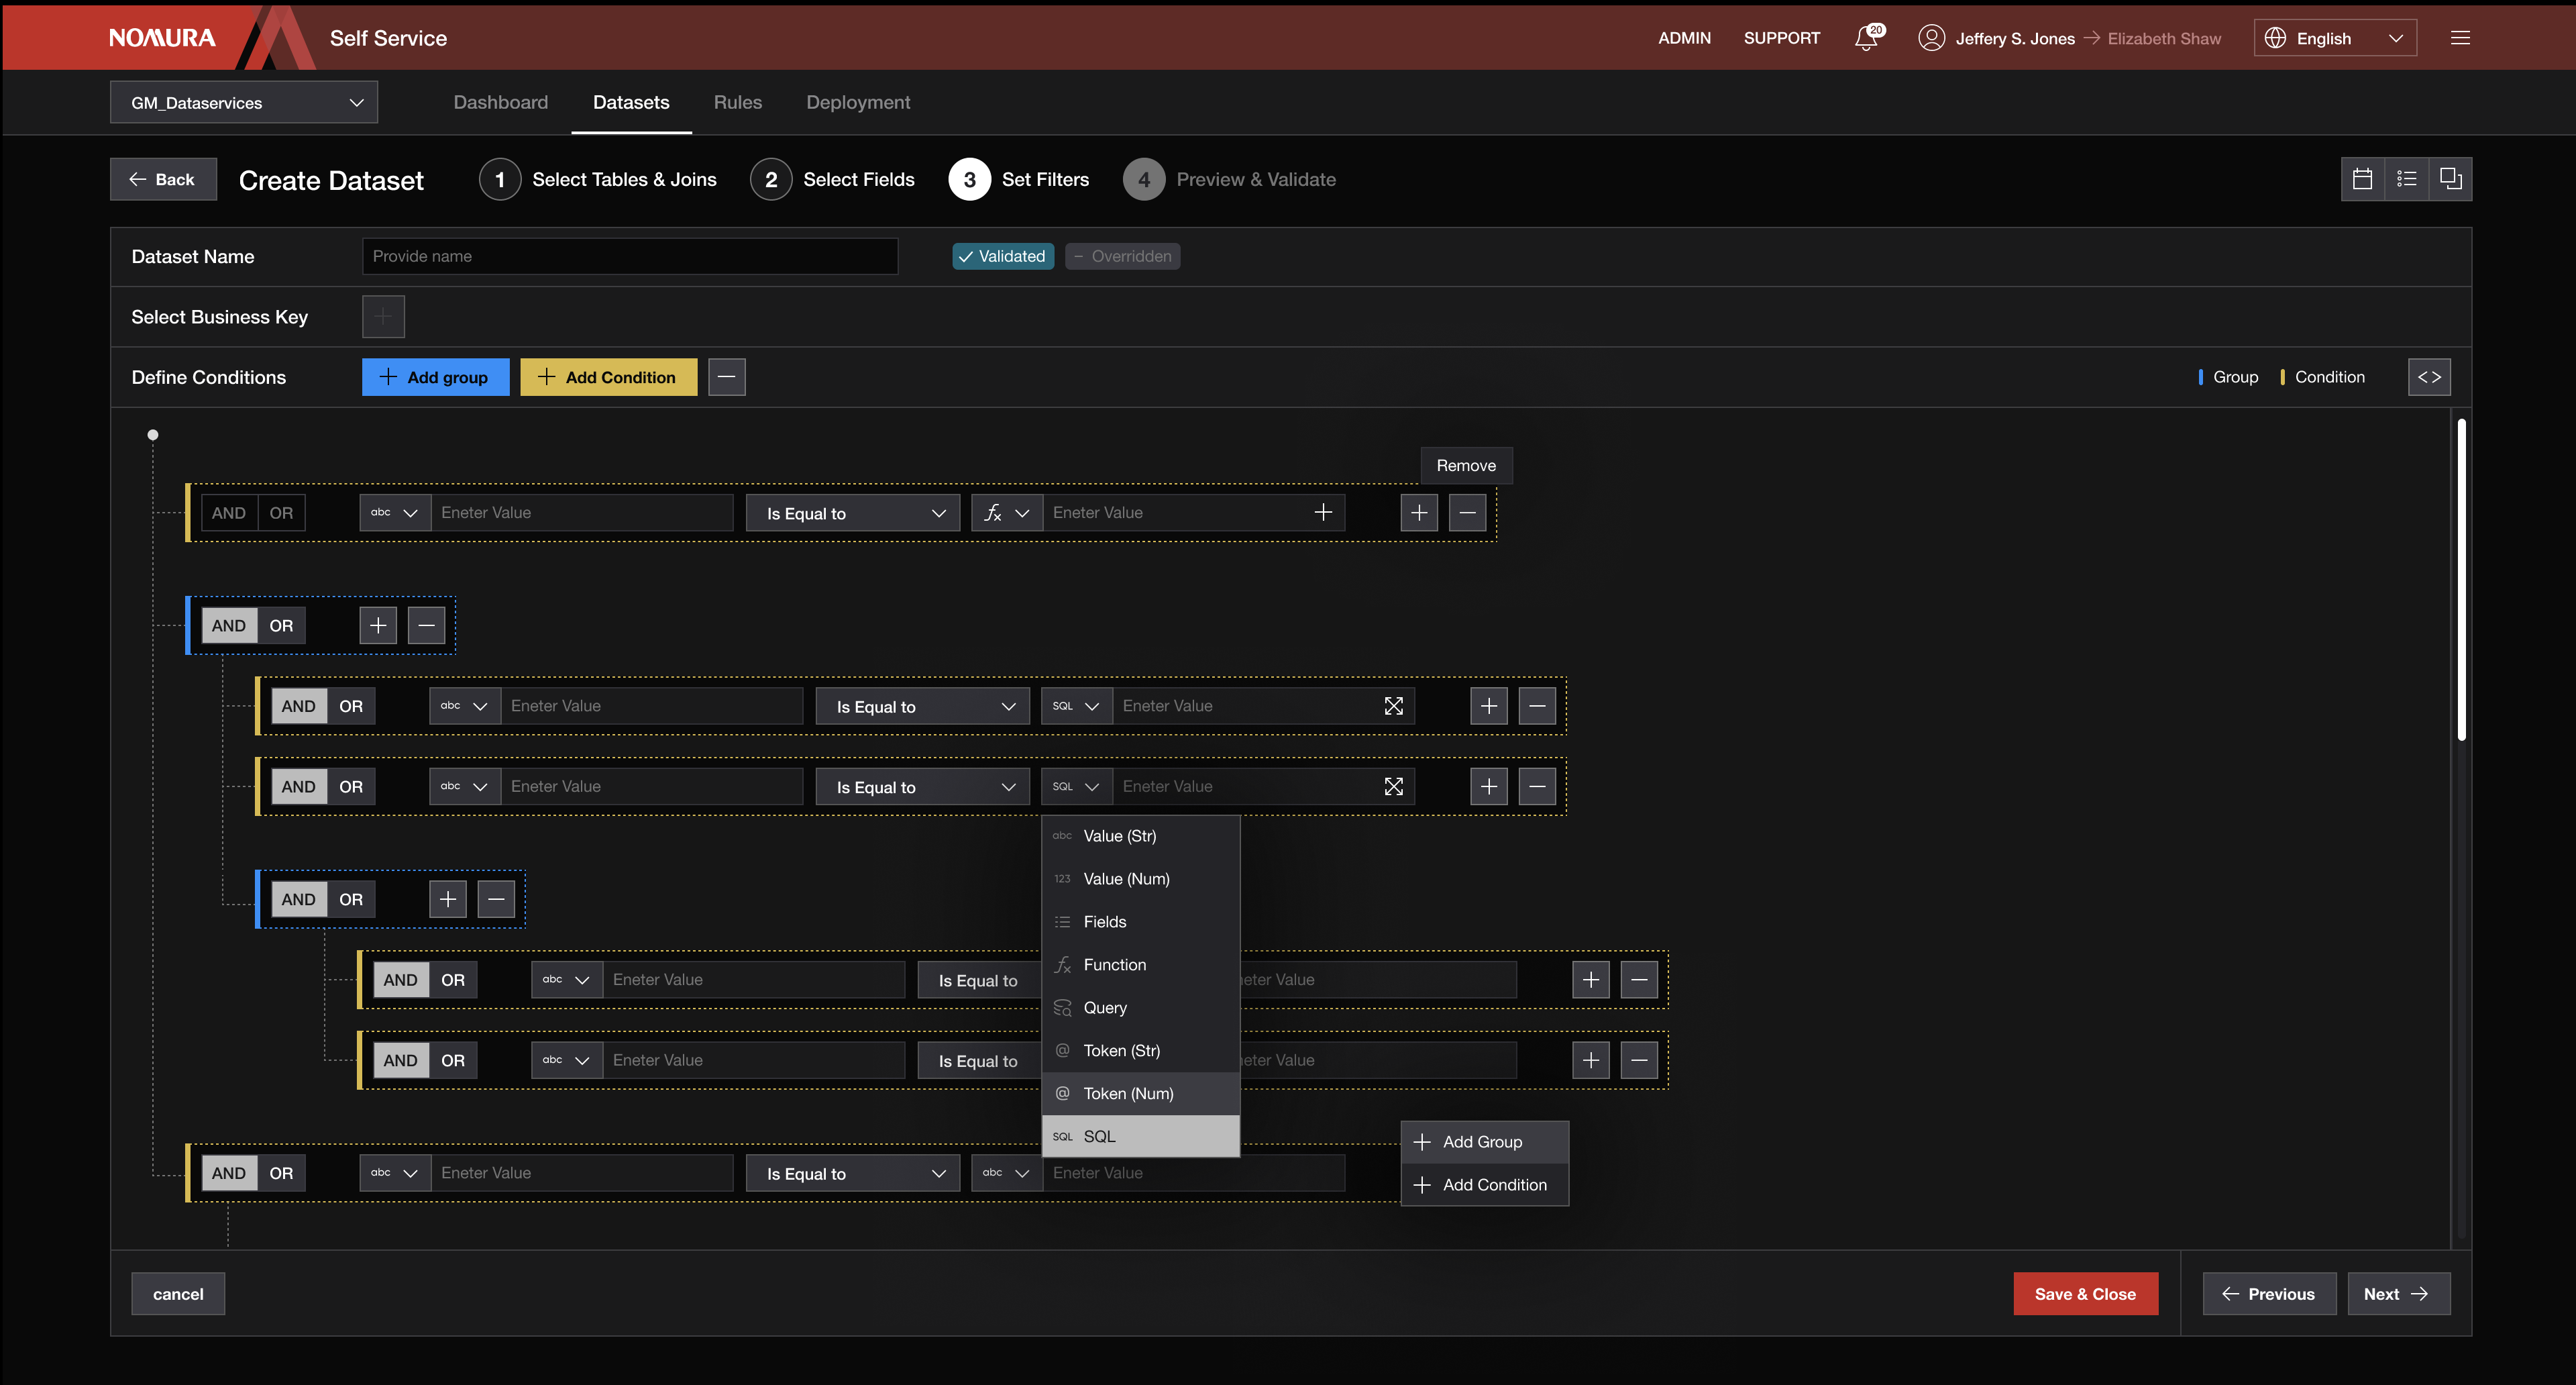 NOMURA
Self Service
ADMIN
SUPPORT
20
Jeffery S. Jones → Elizabeth Shaw
English
GM_Dataservices
Dashboard
Datasets
Rules
Deployment
← Back
Create Dataset
1 Select Tables & Joins
2 Select Fields
3 Set Filters
4 Preview & Validate
Dataset Name
Provide name
Validated
Overridden
Select Business Key
Define Conditions
+ Add group
+ Add Condition
Group
Condition
<>
Remove
AND OR abc Eneter Value Is Equal to fx Eneter Value
AND OR
AND OR abc Eneter Value Is Equal to SQL Eneter Value
AND OR abc Eneter Value Is Equal to SQL Eneter Value
abc Value (Str)
123 Value (Num)
Fields
fx Function
Query
@ Token (Str)
@ Token (Num)
SQL SQL
AND OR
AND OR abc Eneter Value Is Equal to neter Value
AND OR abc Eneter Value Is Equal to neter Value
AND OR abc Eneter Value Is Equal to abc Eneter Value
+ Add Group
+ Add Condition
cancel
Save & Close
← Previous
Next →